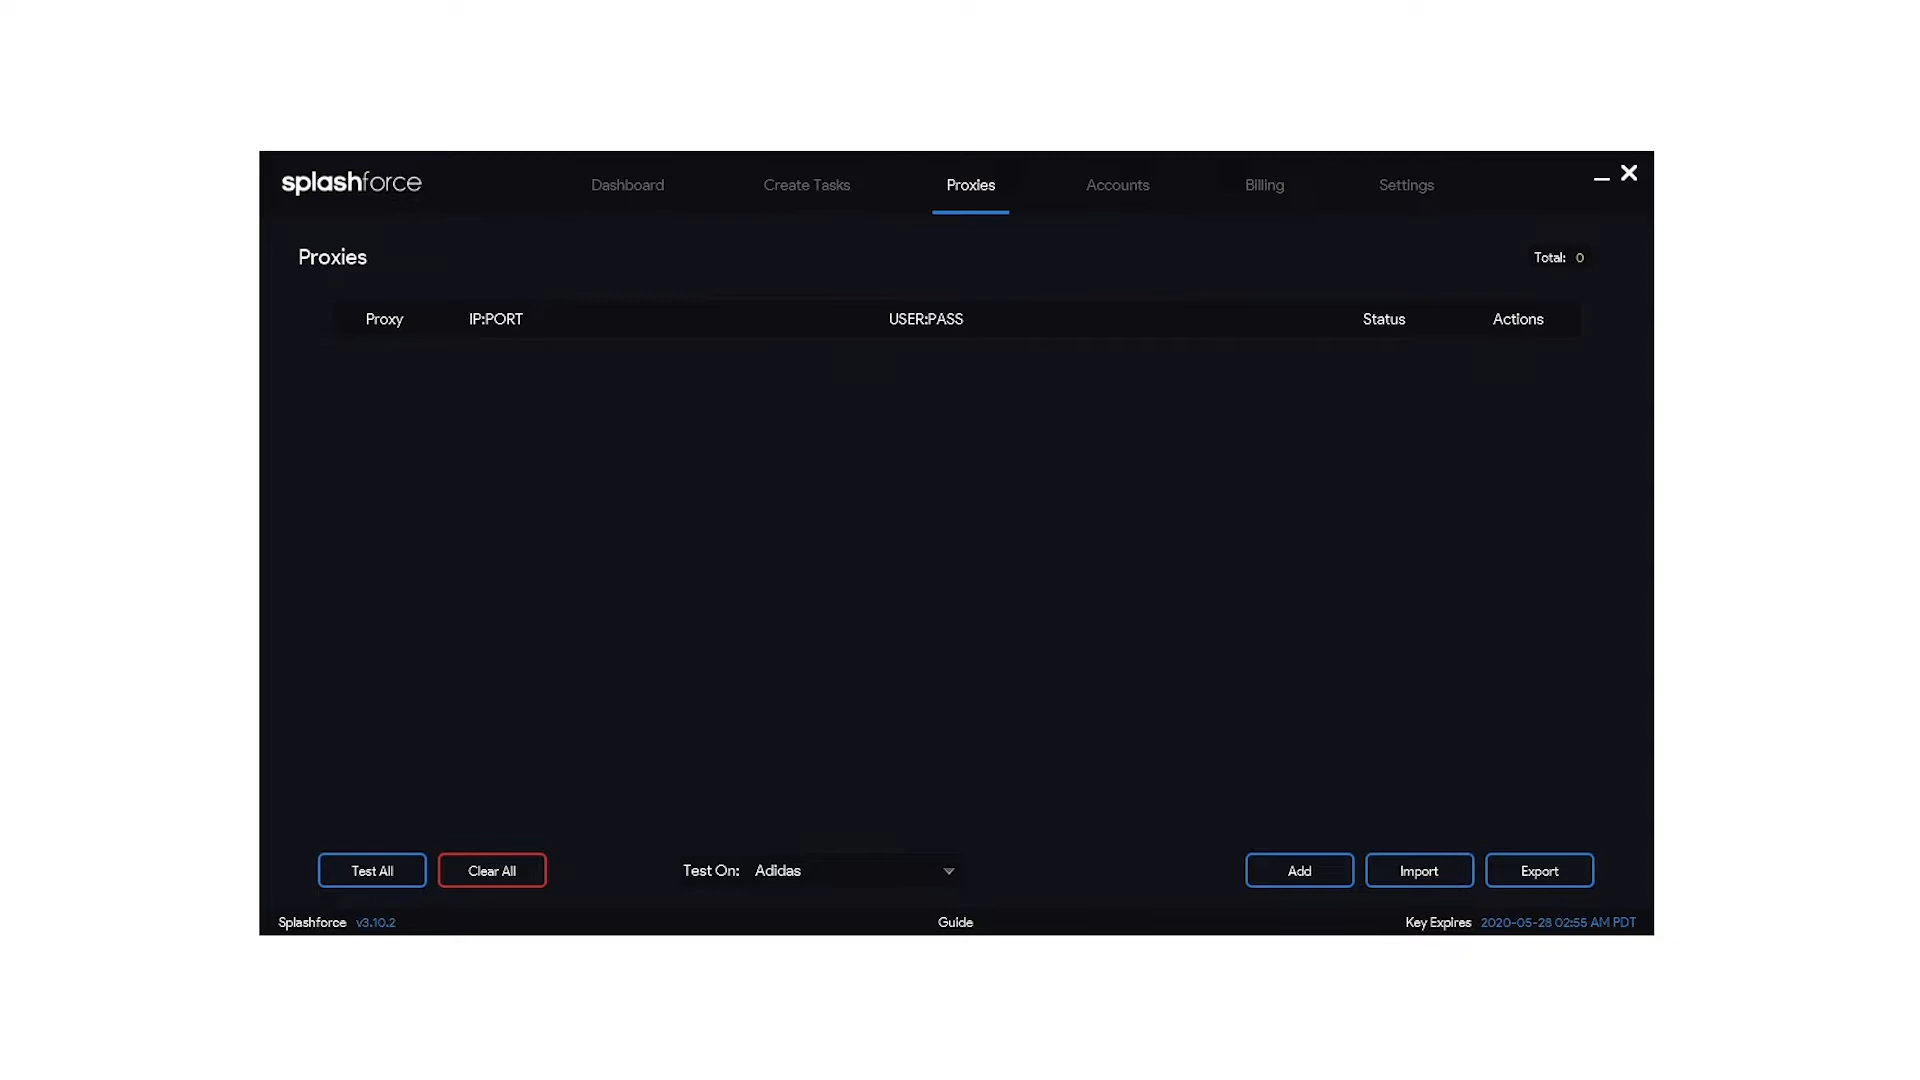 splashforce
Dashboard Create Tasks Proxies Accounts Billing Settings
Proxies
Total: 0
Proxy IP:PORT USER:PASS Status Actions
Test All Clear All Test On: Adidas Add Import Export
Splashforce v3.10.2 Guide Key Expires 2020-05-28 02:55 AM PDT